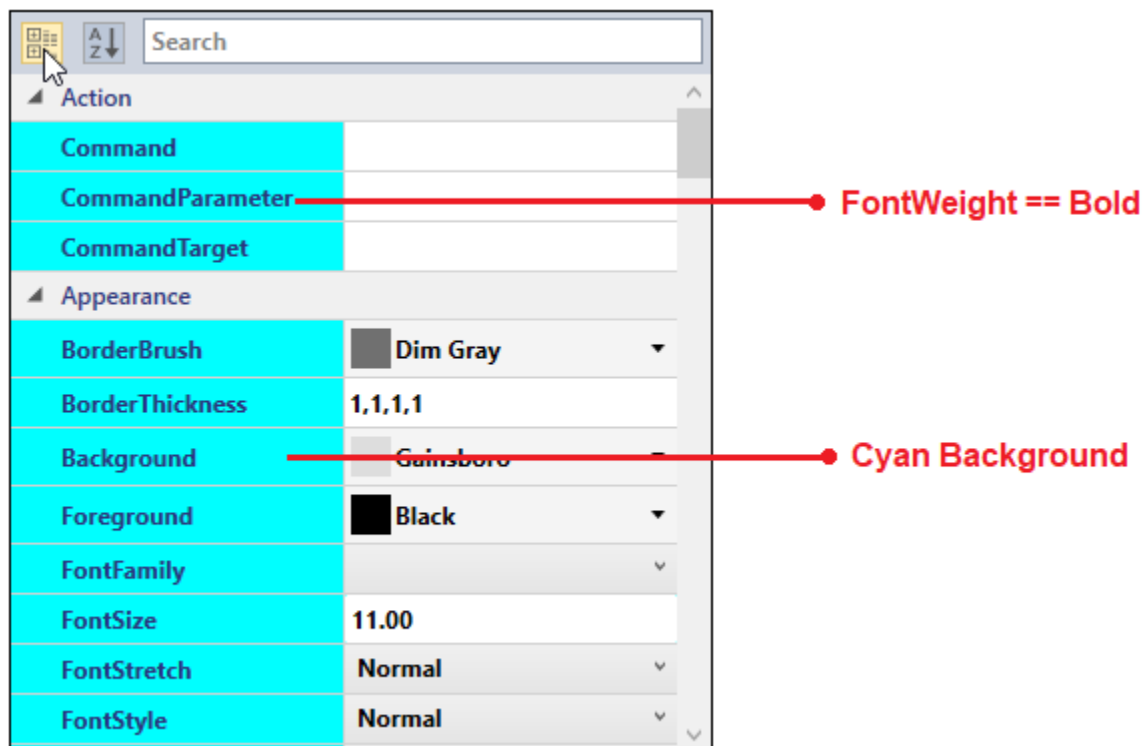 A
Z
Search
Action
Command
CommandParameter
FontWeight == Bold
CommandTarget
Appearance
BorderBrush Dim Gray
BorderThickness 1,1,1,1
Background Gainsboro
Cyan Background
Foreground Black
FontFamily
FontSize 11.00
FontStretch Normal
FontStyle Normal